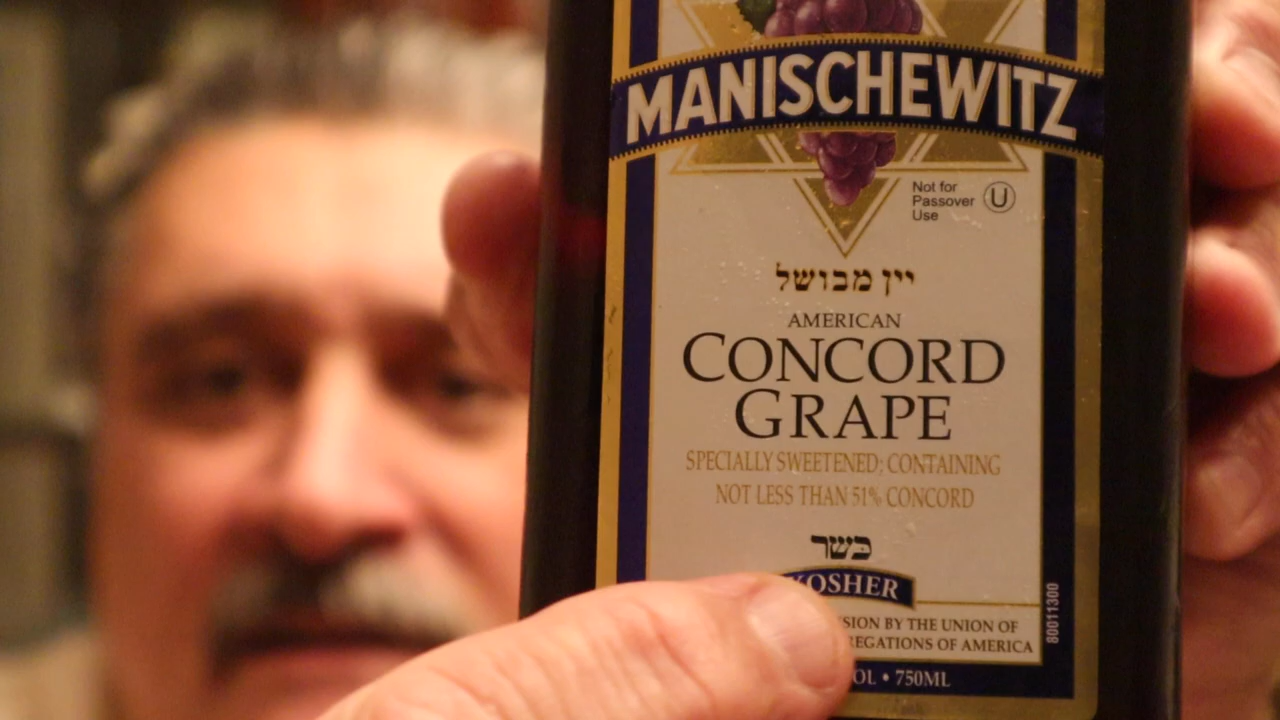 MANISCHEWITZ
Not for
Passover
Use
U
יין מבושל
AMERICAN
CONCORD
GRAPE
SPECIALLY SWEETENED; CONTAINING
NOT LESS THAN 51% CONCORD
כשר
KOSHER
SION BY THE UNION OF
REGATIONS OF AMERICA
OL • 750ML
80011300